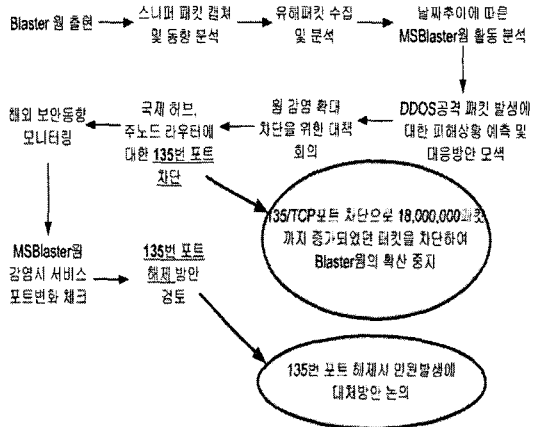 Blaster 웜 출현
스니퍼 패킷 캡쳐
및 동향 분석
유해패킷 수집
및 분석
날짜추이에 따른
MSBlaster웜 활동 분석
DDOS공격 패킷 발생에
대한 피해상황 예측 및
대응방안 모색
웜 감염 확대
차단을 위한 대책
회의
국제 허브,
주노드 라우터에
대한 135번 포트
차단
해외 보안동향
모니터링
135/TCP포트 차단으로 18,000,000패킷
까지 증가되었던 패킷을 차단하여
Blaster웜의 확산 중지
MSBlaster웜
감염시 서비스
포트변화 체크
135번 포트
해제 방안
검토
135번 포트 해제시 민원발생에
대처방안 논의